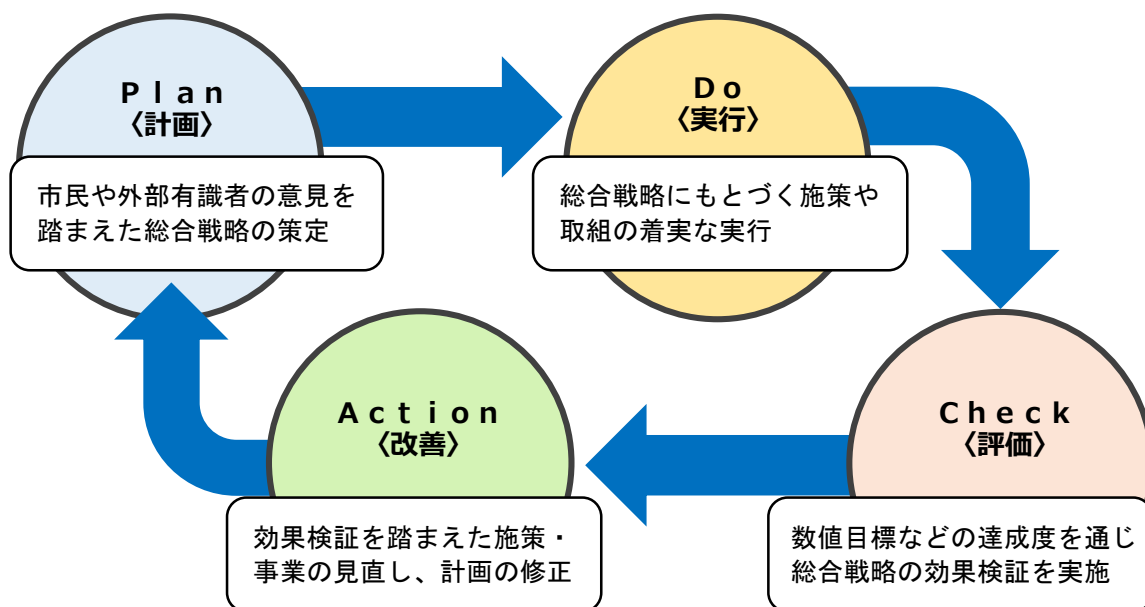 Plan
〈計画〉
市民や外部有識者の意見を
踏まえた総合戦略の策定
Do
〈実行〉
総合戦略にもとづく施策や
取組の着実な実行
Check
〈評価〉
数値目標などの達成度を通じ
総合戦略の効果検証を実施
Action
〈改善〉
効果検証を踏まえた施策・
事業の見直し、計画の修正